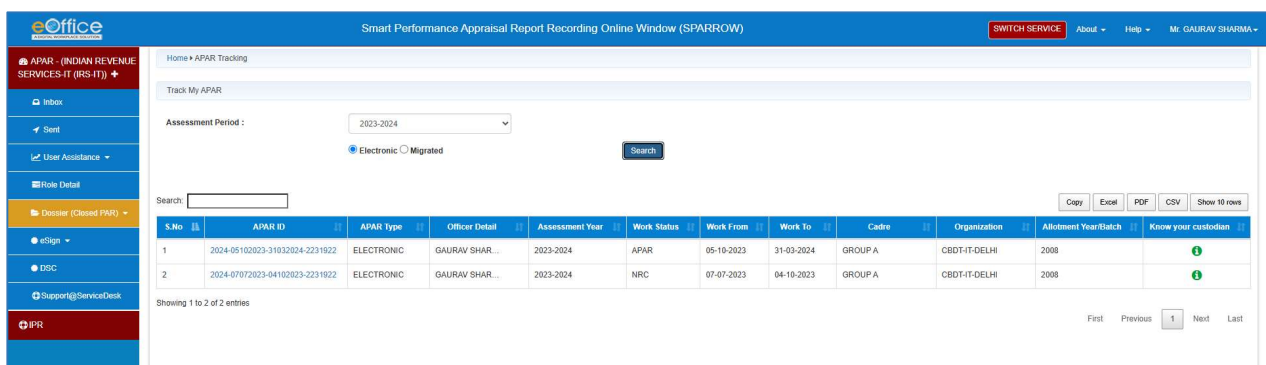 eOffice
A DIGITAL WORKPLACE SOLUTION
Smart Performance Appraisal Report Recording Online Window (SPARROW)
SWITCH SERVICE About Help Mr. GAURAV SHARMA
APAR - (INDIAN REVENUE
SERVICES-IT (IRS-IT))
Inbox
Sent
User Assistance
Role Detail
Dossier (Closed PAR)
eSign
DSC
Support@ServiceDesk
IPR
Home APAR Tracking
Track My APAR
Assessment Period : 2023-2024
Electronic Migrated Search
Search: Copy Excel PDF CSV Show 10 rows
S.No APAR ID APAR Type Officer Detail Assessment Year Work Status Work From Work To Cadre Organization Allotment Year/Batch Know your custodian
1 2024-05102023-31032024-2231922 ELECTRONIC GAURAV SHAR... 2023-2024 APAR 05-10-2023 31-03-2024 GROUP A CBDT-IT-DELHI 2008
2 2024-07072023-04102023-2231922 ELECTRONIC GAURAV SHAR... 2023-2024 NRC 07-07-2023 04-10-2023 GROUP A CBDT-IT-DELHI 2008
Showing 1 to 2 of 2 entries
First Previous 1 Next Last